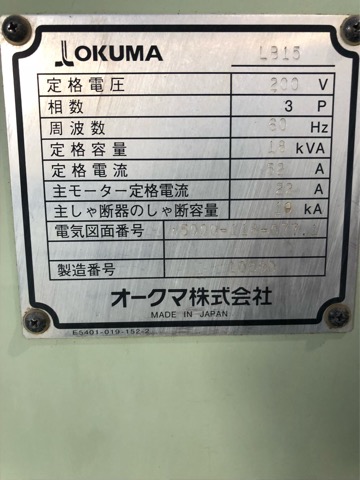 OKUMA LB15
定格電圧 200 V
相数 3 P
周波数 60 Hz
定格容量 kVA
定格電流 A
主モーター定格電流 A
主しゃ断器のしゃ断容量 kA
電気図面番号
製造番号
オークマ株式会社
MADE IN JAPAN
E5401-019-152-2